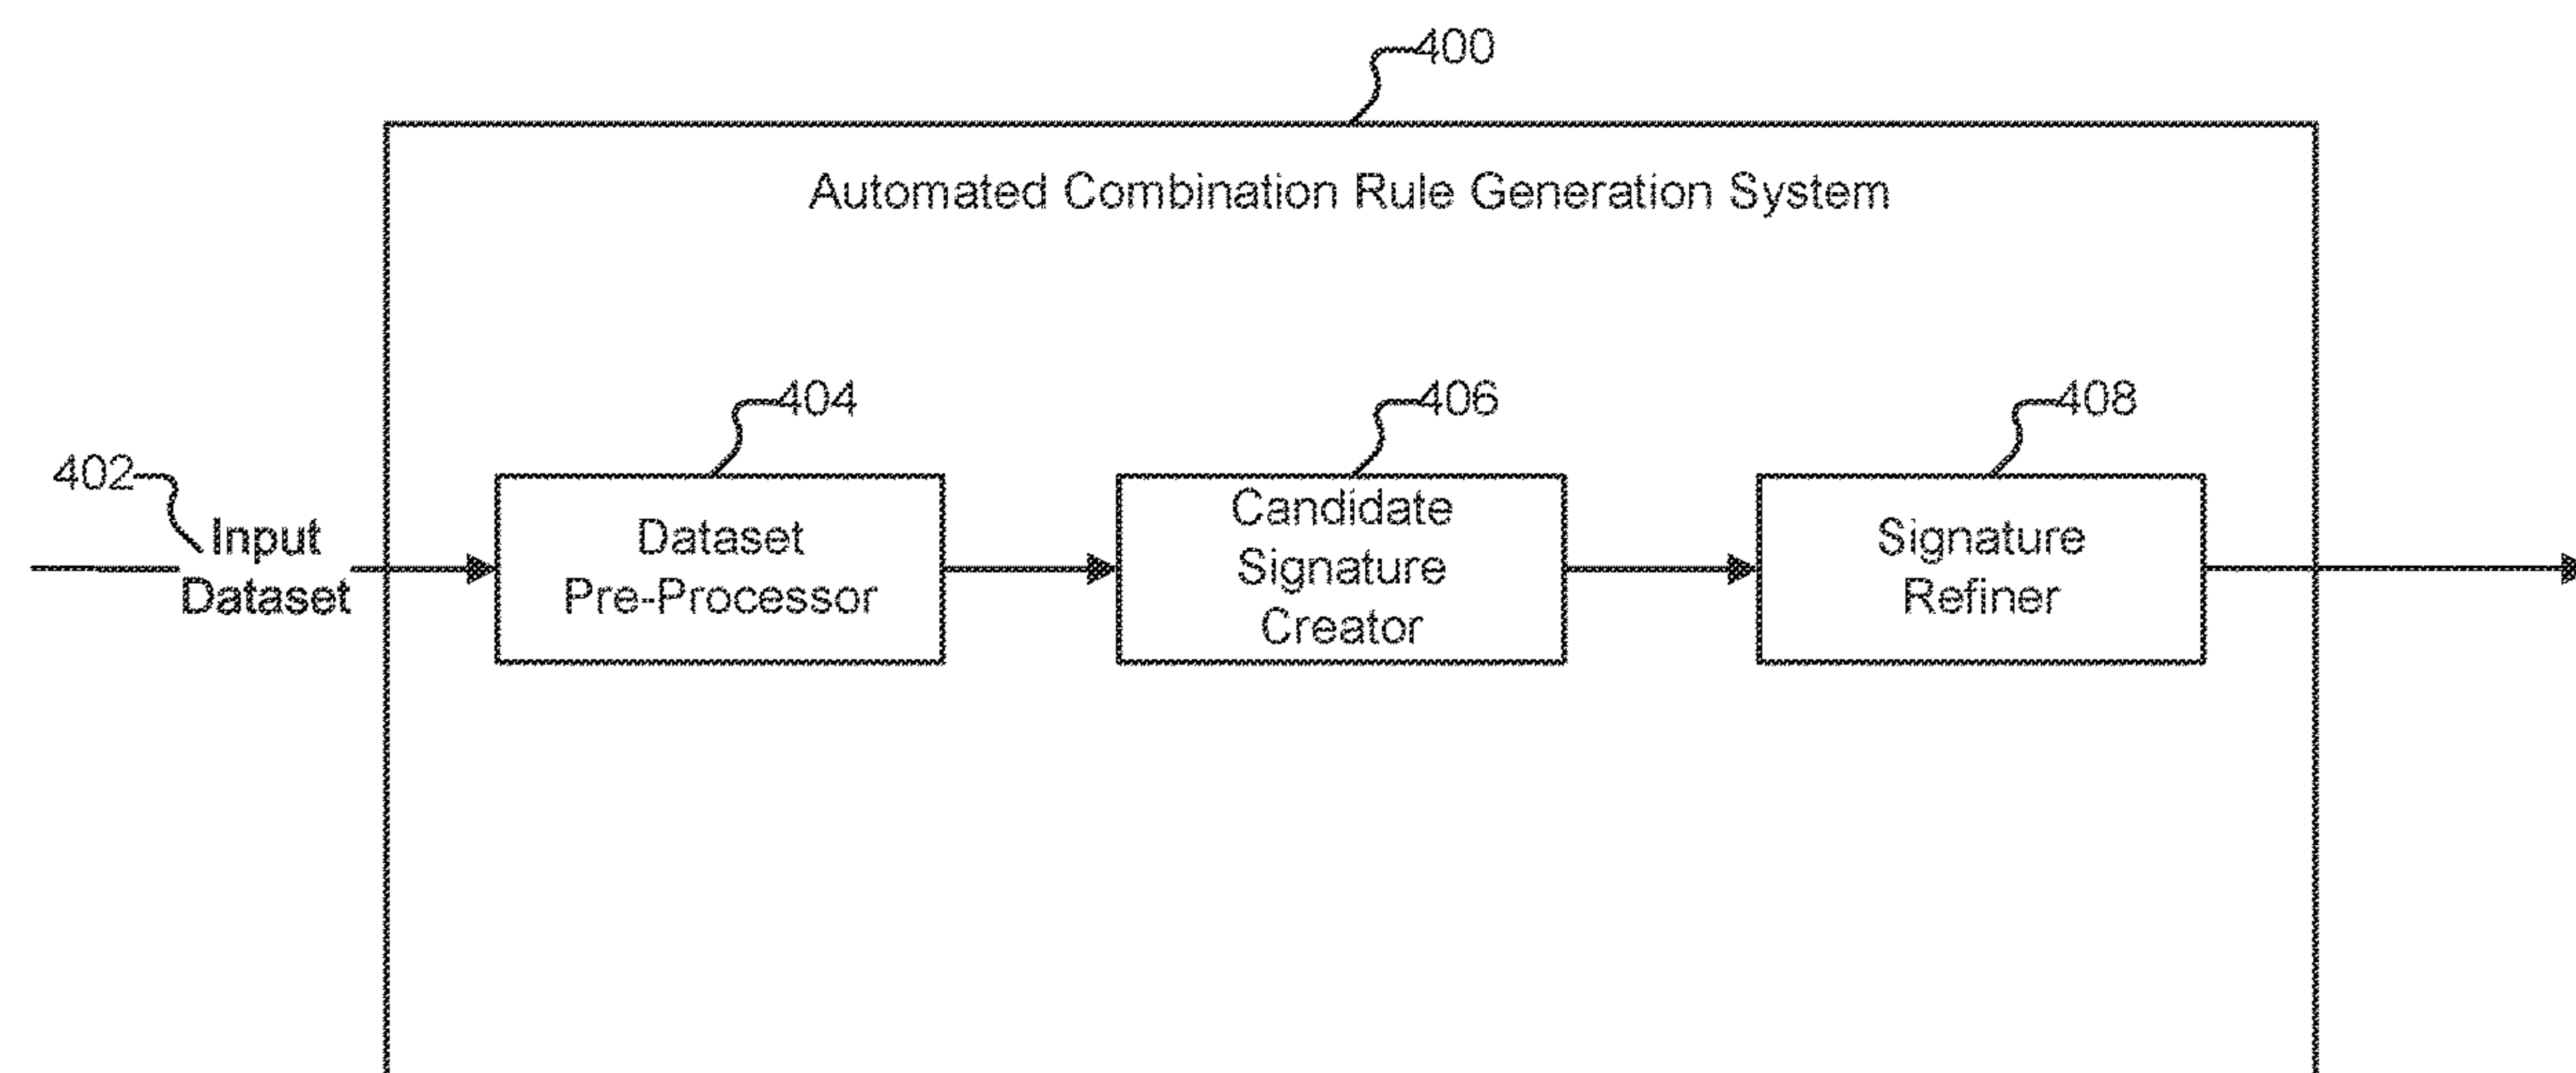 400
Automated Combination Rule Generation System
404
406
408
402
Input
Dataset
Dataset
Pre-Processor
Candidate
Signature
Creator
Signature
Refiner